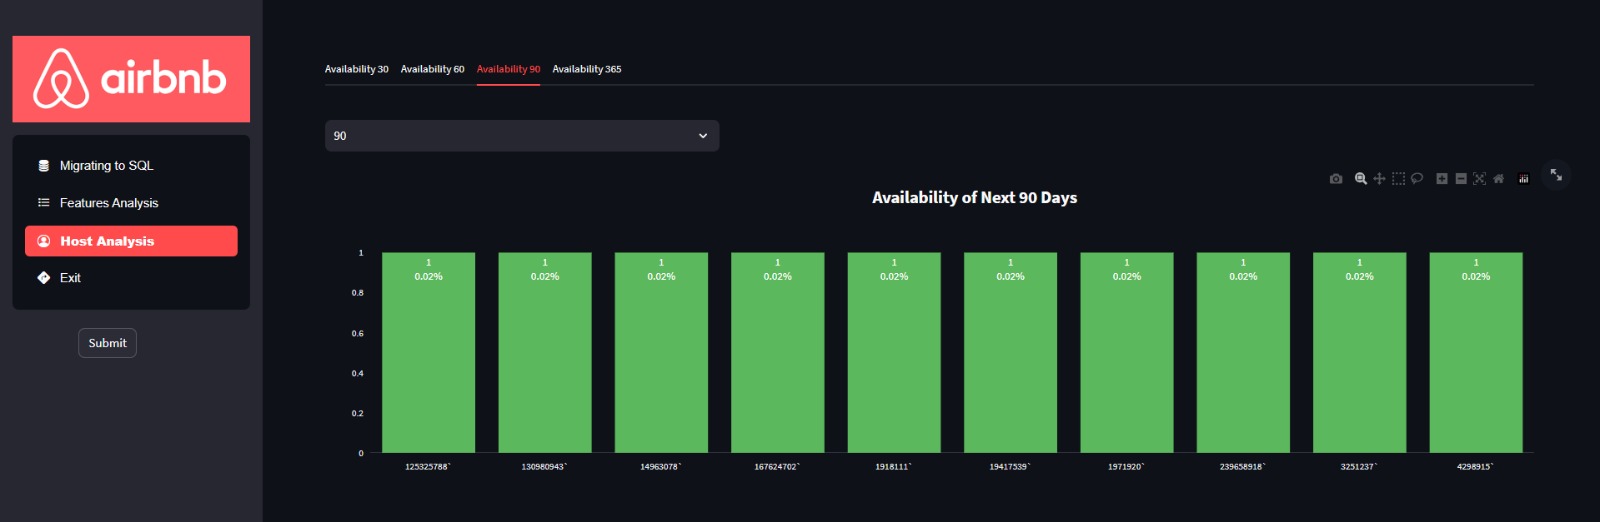 airbnb
Migrating to SQL
Features Analysis
Host Analysis
Exit
Submit
Availability 30 Availability 60 Availability 90 Availability 365
90
Availability of Next 90 Days
1
0.8
0.6
0.4
0.2
0
1 1 1 1 1 1 1 1 1 1
0.02% 0.02% 0.02% 0.02% 0.02% 0.02% 0.02% 0.02% 0.02% 0.02%
125325788` 130980943` 14963078` 167624702` 1918111` 19417539` 1971920` 239658918` 3251237` 4298915`